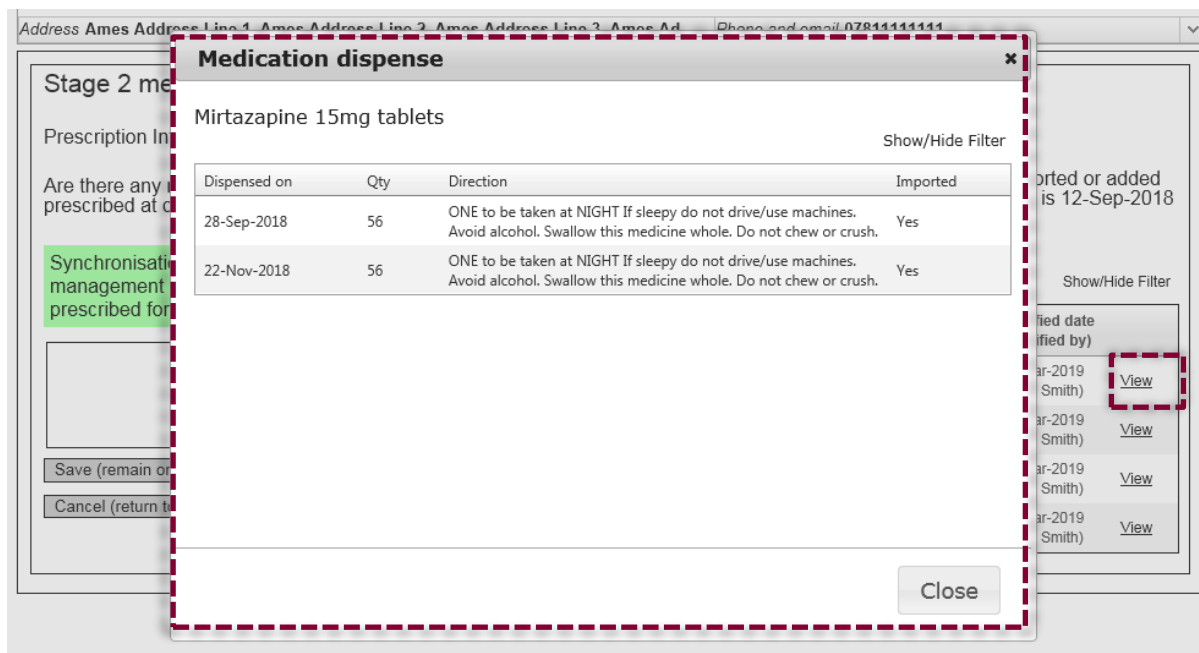 Address Ames Address Line 1, Ames Address Line 2, Ames Address Line 3, Ames Ad Phone and email 07811111111
Medication dispense
Stage 2 me
Mirtazapine 15mg tablets
Prescription In
Show/Hide Filter
Dispensed on Qty Direction Imported
28-Sep-2018 56 ONE to be taken at NIGHT If sleepy do not drive/use machines.
Avoid alcohol. Swallow this medicine whole. Do not chew or crush. Yes
22-Nov-2018 56 ONE to be taken at NIGHT If sleepy do not drive/use machines.
Avoid alcohol. Swallow this medicine whole. Do not chew or crush. Yes
Close
Are there any
prescribed at
orted or added
is 12-Sep-2018
Synchronisati
management
prescribed for
Show/Hide Filter
fied date
ified by)
ar-2019
Smith)
View
ar-2019
Smith)
View
ar-2019
Smith)
View
ar-2019
Smith)
View
Save (remain or
Cancel (return t